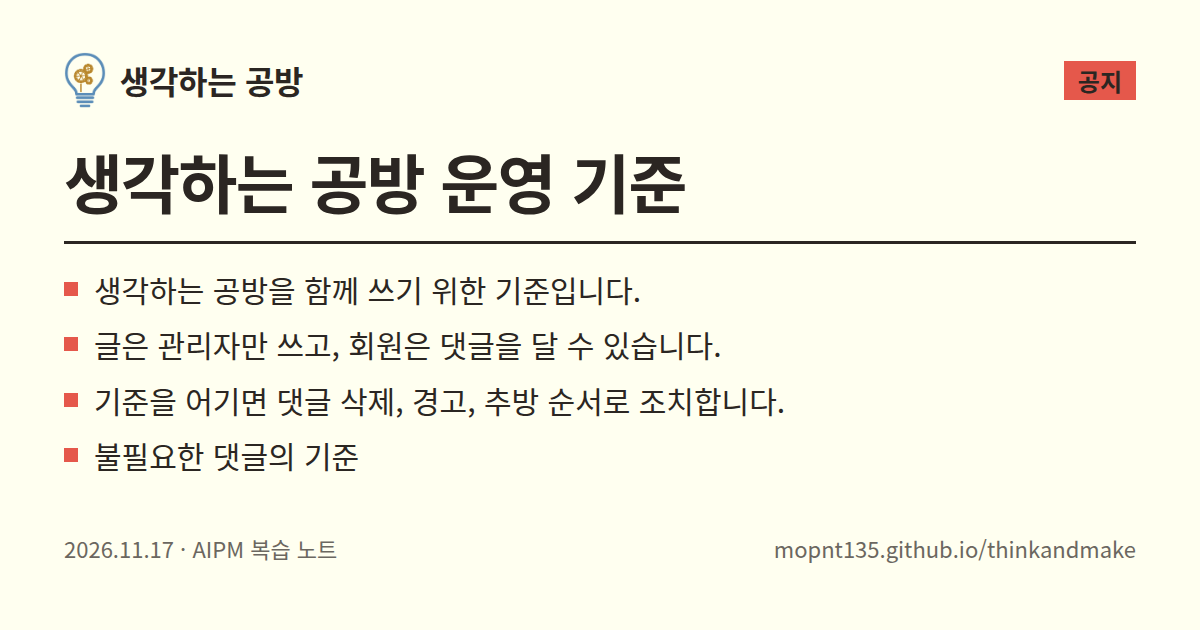 생각하는 공방
공지
생각하는 공방 운영 기준
생각하는 공방을 함께 쓰기 위한 기준입니다.
글은 관리자만 쓰고, 회원은 댓글을 달 수 있습니다.
기준을 어기면 댓글 삭제, 경고, 추방 순서로 조치합니다.
불필요한 댓글의 기준
2026.11.17 · AIPM 복습 노트
mopnt135.github.io/thinkandmake